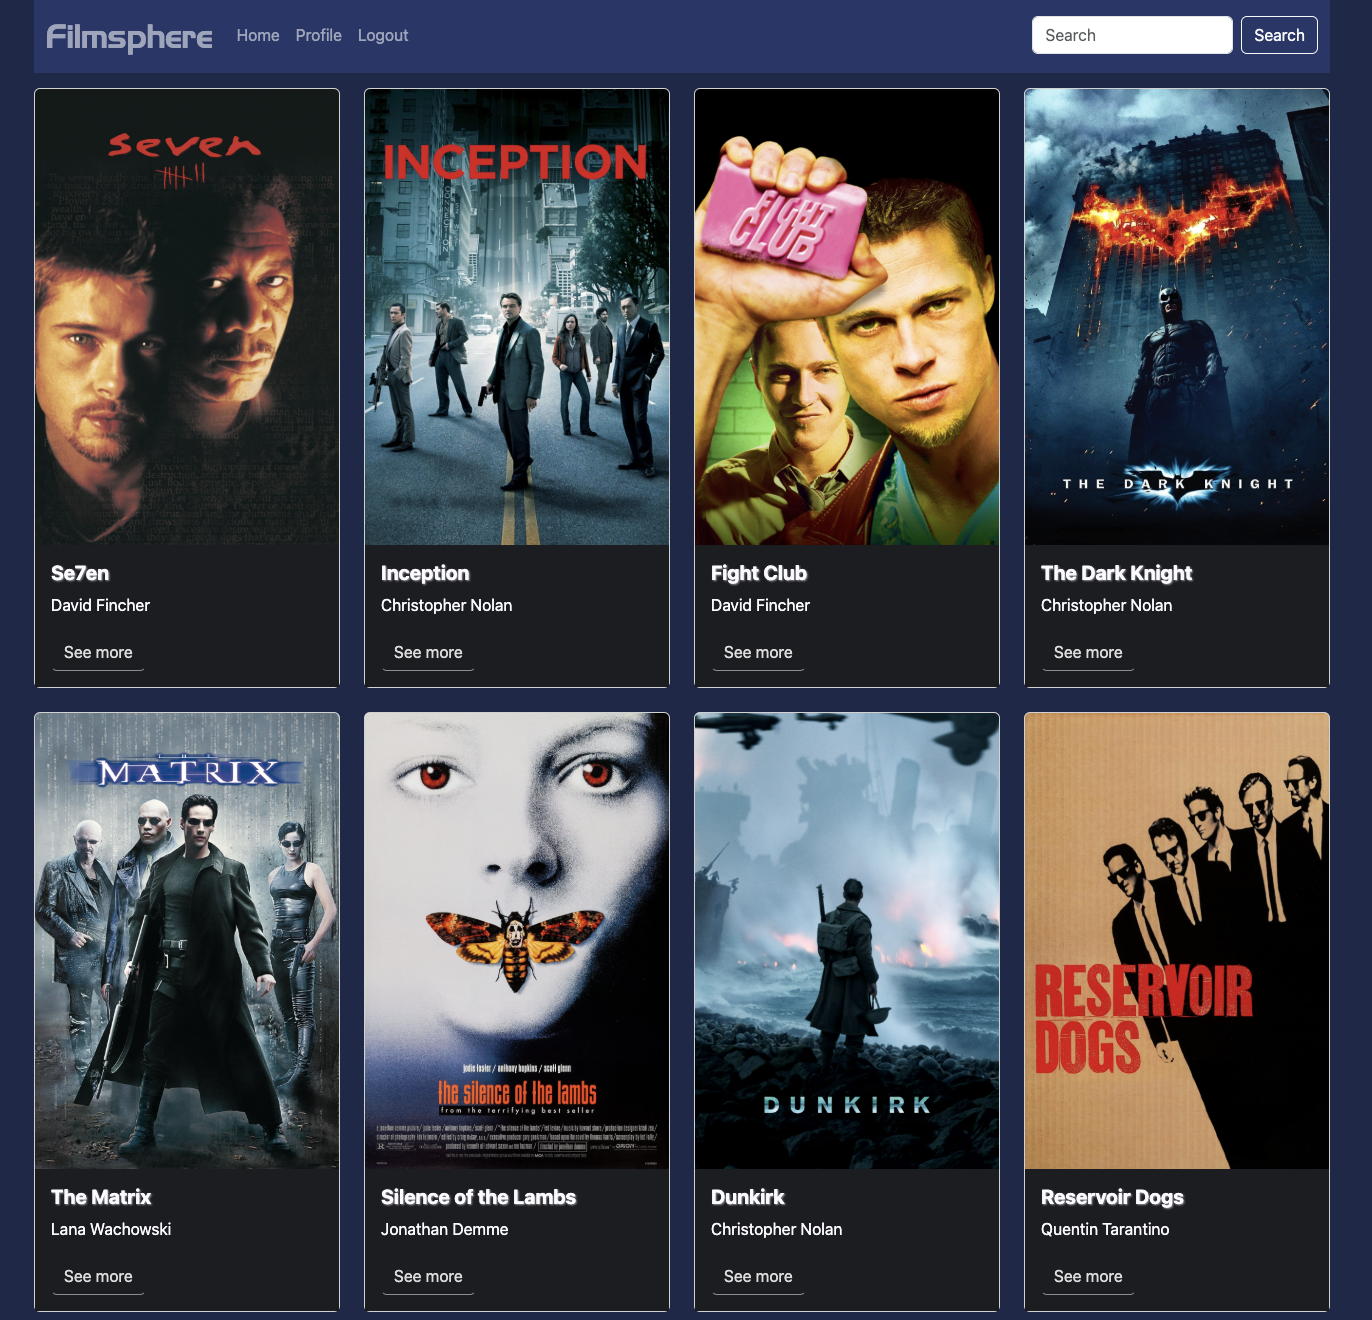 Filmsphere Home Profile Logout Search Search
seven
INCEPTION
FIGHT
CLUB
THE DARK KNIGHT
Se7en Inception Fight Club The Dark Knight
David Fincher Christopher Nolan David Fincher Christopher Nolan
See more See more See more See more
THE
MATRIX
jodie foster / anthony hopkins / scott glenn
the silence of the lambs
from the terrifying best seller
DUNKIRK
RESERVOIR
DOGS
The Matrix Silence of the Lambs Dunkirk Reservoir Dogs
Lana Wachowski Jonathan Demme Christopher Nolan Quentin Tarantino
See more See more See more See more